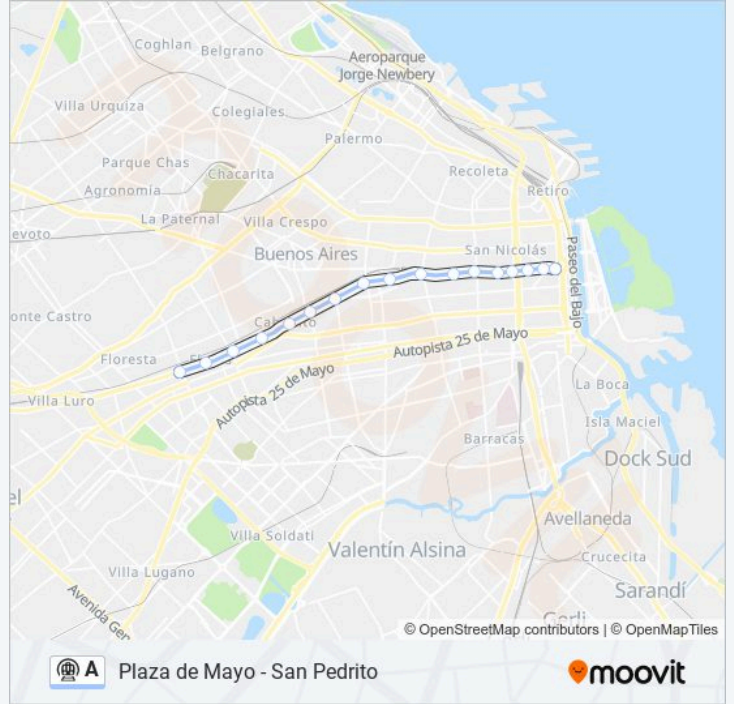 Coghlan
Belgrano
Aeroparque
Jorge Newbery
Villa Urquiza
Colegiales
Palermo
Parque Chas
Chacarita
Recoleta
Agronomía
Retiro
La Paternal
Villa Crespo
evoto
Buenos Aires
San Nicolás
Paseo del Bajo
onte Castro
Floresta
Autopista 25 de Mayo
Autopista 25 de Mayo
Villa Luro
La Boca
Isla Maciel
Barracas
Dock Sud
el
Avellaneda
Villa Soldati
Valentín Alsina
Crucecita
Villa Lugano
Sarandí
Avenida Gen
Gerli
© OpenStreetMap contributors | © OpenMapTiles
A Plaza de Mayo - San Pedrito
moovit